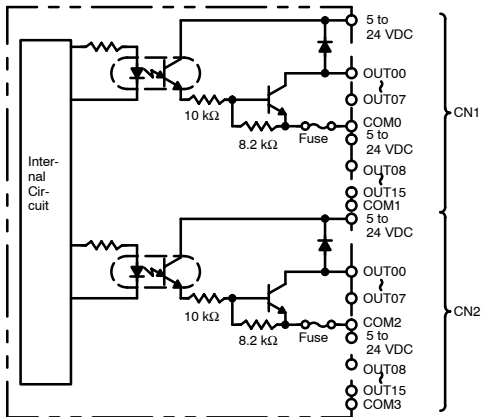 5 to
24 VDC
OUT00
OUT07
10 kΩ
COM0
8.2 kΩ
Fuse
5 to
24 VDC
CN1
Inter-
nal
Cir-
cuit
OUT08
OUT15
COM1
5 to
24 VDC
OUT00
OUT07
10 kΩ
COM2
8.2 kΩ
Fuse
5 to
24 VDC
CN2
OUT08
OUT15
COM3